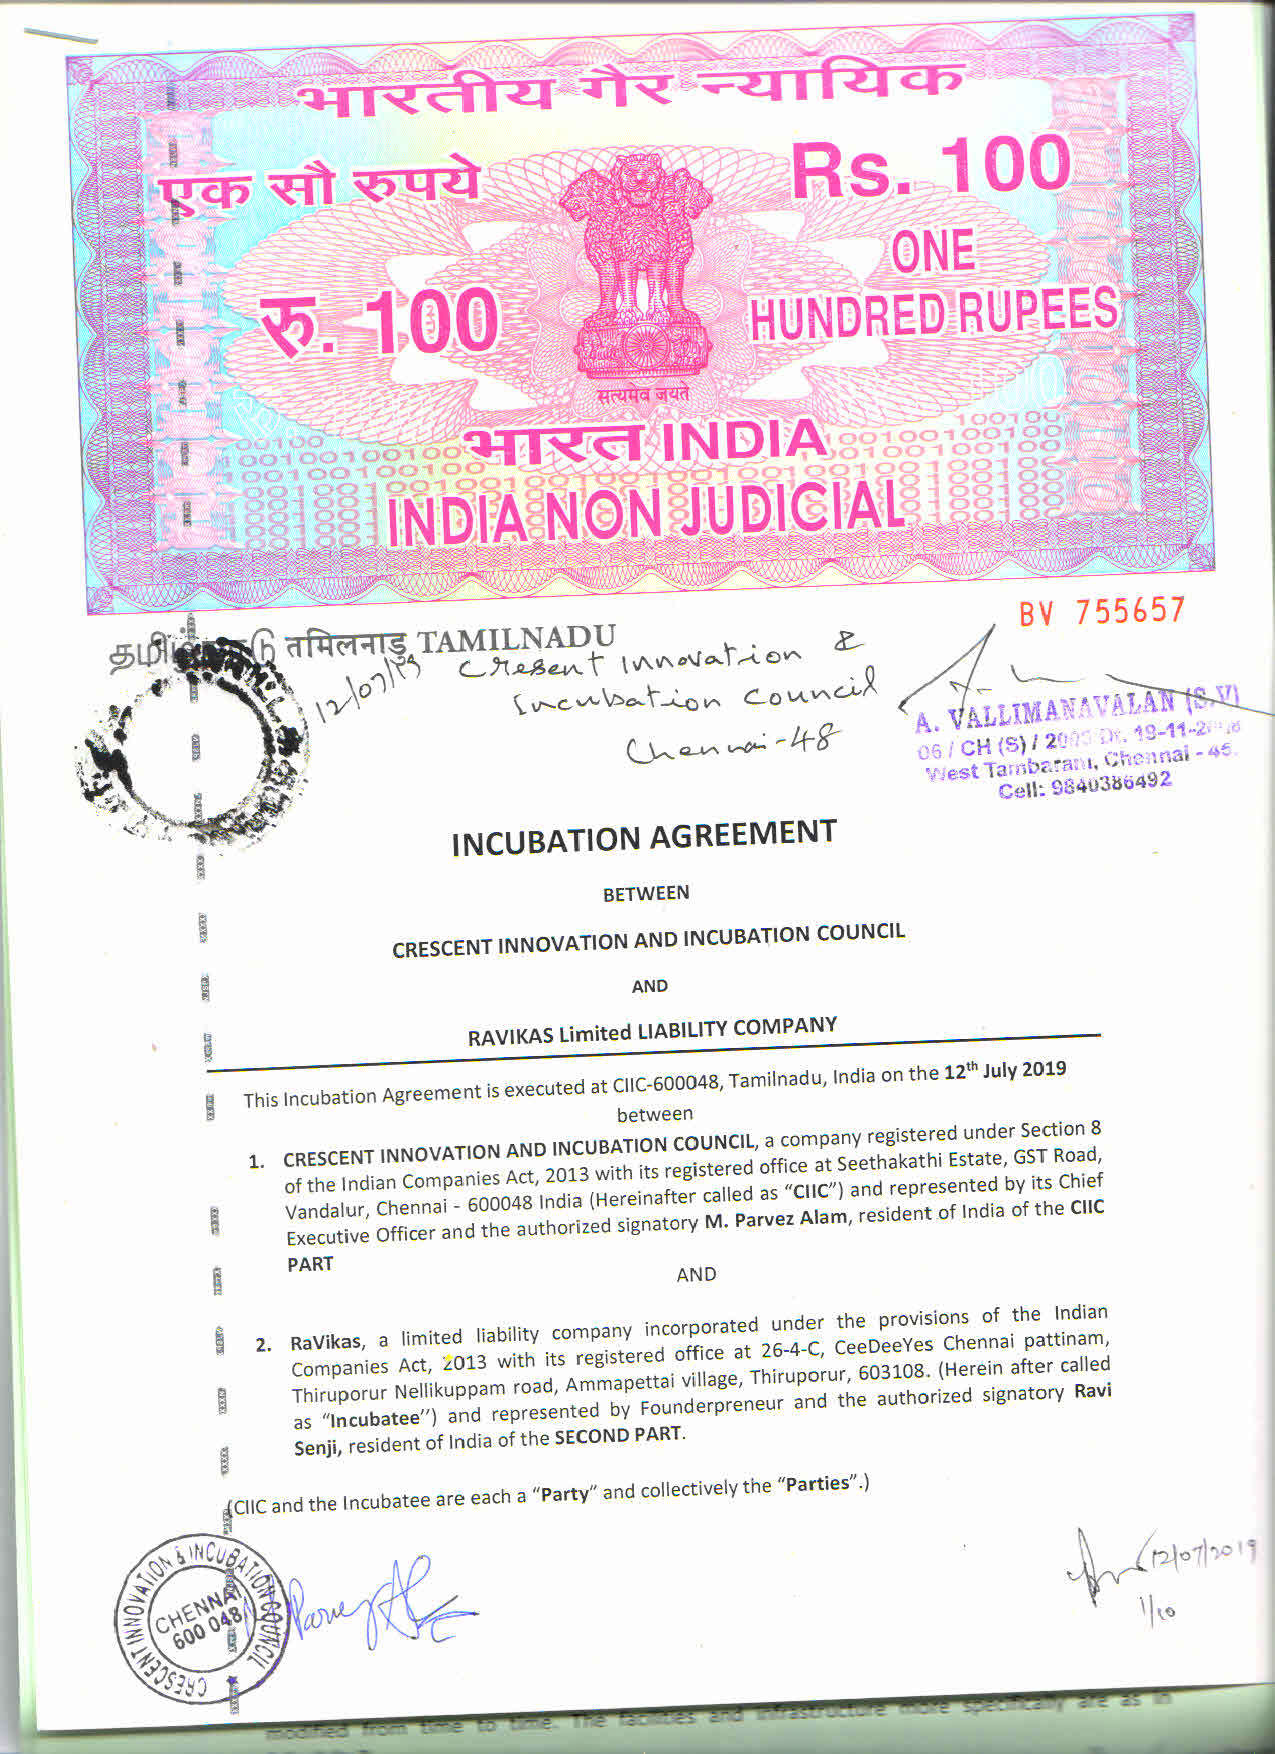 भारतीय गैर न्यायिक
एक सौ रुपये
Rs. 100
रु. 100
ONE
HUNDRED RUPEES
सत्यमेव जयते
भारत INDIA
INDIA NON JUDICIAL
तमिलनाडु TAMILNADU
BV 755657
12/07/19
Cresent Innovation &
Incubation Council
Chennai-48
A. VALLIMANAVALAN (S.V)
06 / CH (S) / Dt. 19-11-
West Tambaram, Chennai - 45.
Cell: 9840386492
INCUBATION AGREEMENT
BETWEEN
CRESCENT INNOVATION AND INCUBATION COUNCIL
AND
RAVIKAS Limited LIABILITY COMPANY
This Incubation Agreement is executed at CIIC-600048, Tamilnadu, India on the 12th July 2019
between
1. CRESCENT INNOVATION AND INCUBATION COUNCIL, a company registered under Section 8
of the Indian Companies Act, 2013 with its registered office at Seethakathi Estate, GST Road,
Vandalur, Chennai - 600048 India (Hereinafter called as “CIIC”) and represented by its Chief
Executive Officer and the authorized signatory M. Parvez Alam, resident of India of the CIIC
PART
AND
2. RaVikas, a limited liability company incorporated under the provisions of the Indian
Companies Act, 2013 with its registered office at 26-4-C, CeeDeeYes Chennai pattinam,
Thiruporur Nellikuppam road, Ammapettai village, Thiruporur, 603108. (Herein after called
as “Incubatee”) and represented by Founderpreneur and the authorized signatory Ravi
Senji, resident of India of the SECOND PART.
(CIIC and the Incubatee are each a “Party” and collectively the “Parties”.)
CRESCENT INNOVATION & INCUBATION COUNCIL
CHENNAI
600 048
12/07/2019
1/10
modified from time to time. The facilities and infrastructure more specifically are as in